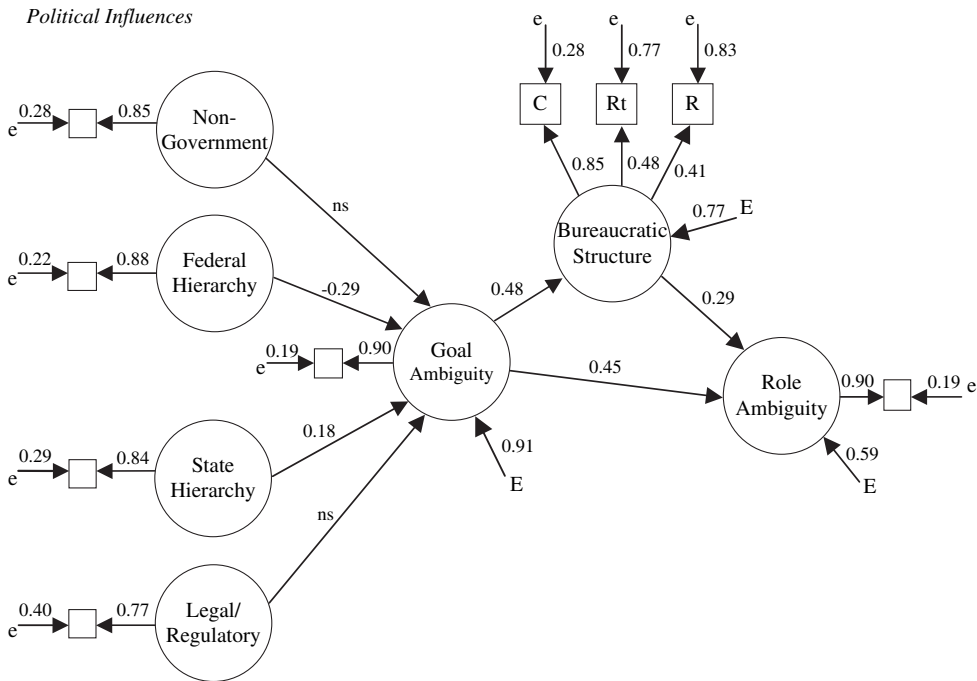 Political Influences
e
0.28
0.85
Non-
Government
ns
e
0.22
0.88
Federal
Hierarchy
-0.29
e
0.28
e
0.77
e
0.83
C
Rt
R
0.85
0.48
0.41
Bureaucratic
Structure
0.77
E
0.48
0.29
e
0.19
0.90
Goal
Ambiguity
0.45
Role
Ambiguity
0.90
0.19
e
0.59
E
0.91
E
e
0.29
0.84
State
Hierarchy
0.18
ns
e
0.40
0.77
Legal/
Regulatory